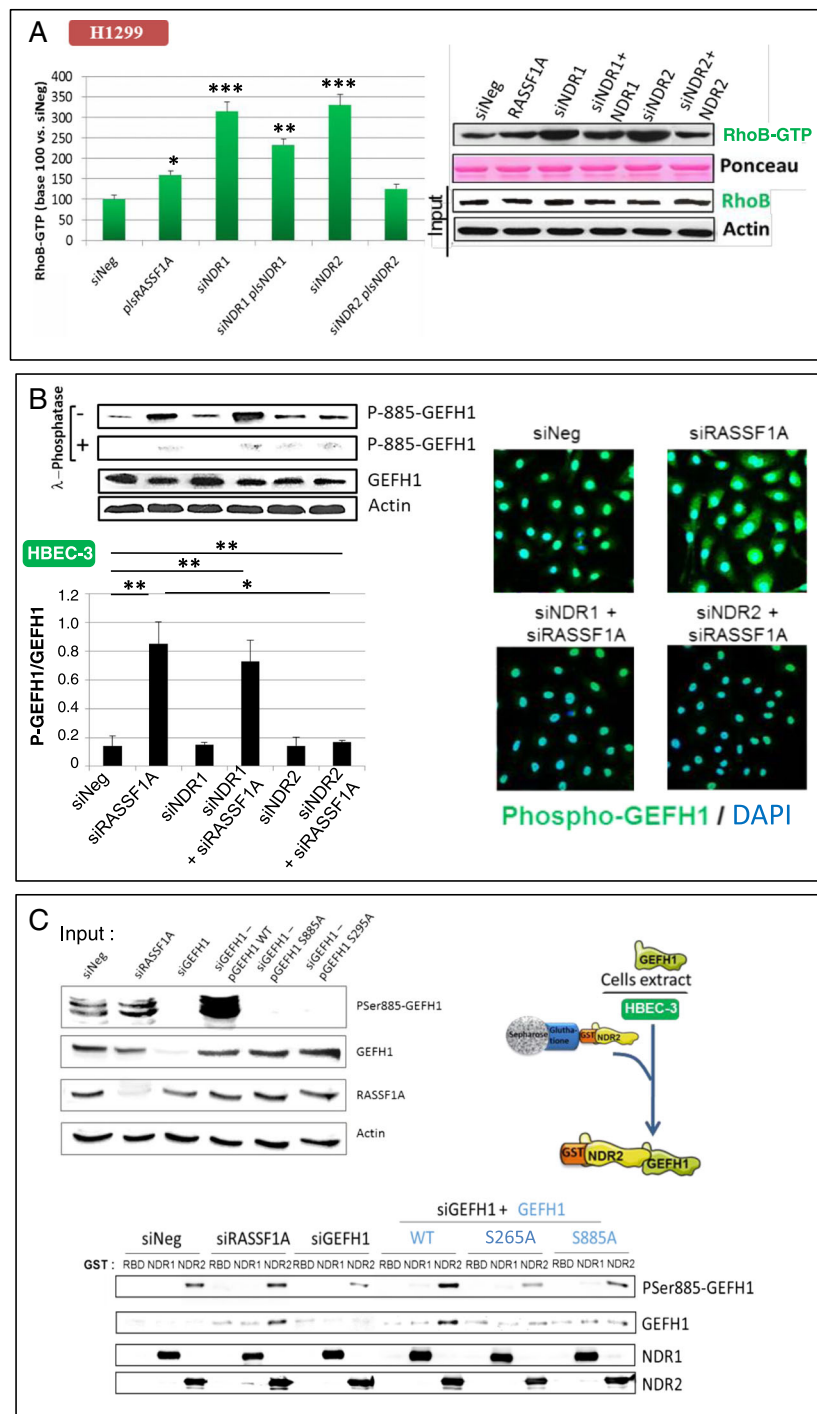 A
H1299
RhoB-GTP (base 100 vs. siNeg)
400
350
300
250
200
150
100
50
0
*
***
**
***
siNeg
plsRASSF1A
siNDR1
siNDR1 plsNDR1
siNDR2
siNDR2 plsNDR2
siNeg
RASSF1A
siNDR1
siNDR1+
NDR1
siNDR2
siNDR2+
NDR2
RhoB-GTP
Ponceau
Input
RhoB
Actin
B
λ–Phosphatase
-
+
P-885-GEFH1
P-885-GEFH1
GEFH1
Actin
HBEC-3
**
**
**
*
P-GEFH1/GEFH1
1.2
1.0
0.8
0.6
0.4
0.2
0
siNeg
siRASSF1A
siNDR1
siNDR1
+ siRASSF1A
siNDR2
siNDR2
+ siRASSF1A
siNeg
siRASSF1A
siNDR1 +
siRASSF1A
siNDR2 +
siRASSF1A
Phospho-GEFH1 / DAPI
C
Input :
siNeg
siRASSF1A
siGEFH1
siGEFH1–
pGEFH1 WT
siGEFH1–
pGEFH1 S885A
siGEFH1–
pGEFH1 S295A
PSer885-GEFH1
GEFH1
RASSF1A
Actin
GEFH1
Cells extract
HBEC-3
Sepharose
Gluthatione
GST
NDR2
GST
NDR2
GEFH1
siGEFH1 + GEFH1
siNeg siRASSF1A siGEFH1 WT S265A S885A
GST : RBD NDR1 NDR2 RBD NDR1 NDR2 RBD NDR1 NDR2 RBD NDR1 NDR2 RBD NDR1 NDR2 RBD NDR1 NDR2
PSer885-GEFH1
GEFH1
NDR1
NDR2